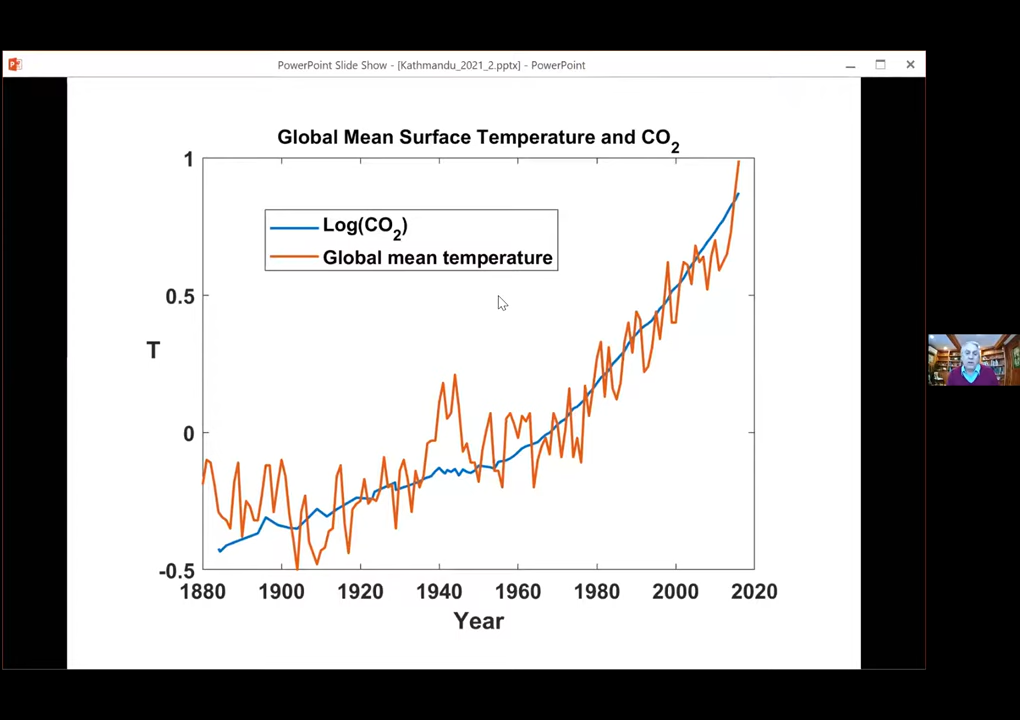 PowerPoint Slide Show - [Kathmandu_2021_2.pptx] - PowerPoint
Global Mean Surface Temperature and CO2
1
Log(CO2)
Global mean temperature
0.5
T
0
-0.5
1880 1900 1920 1940 1960 1980 2000 2020
Year